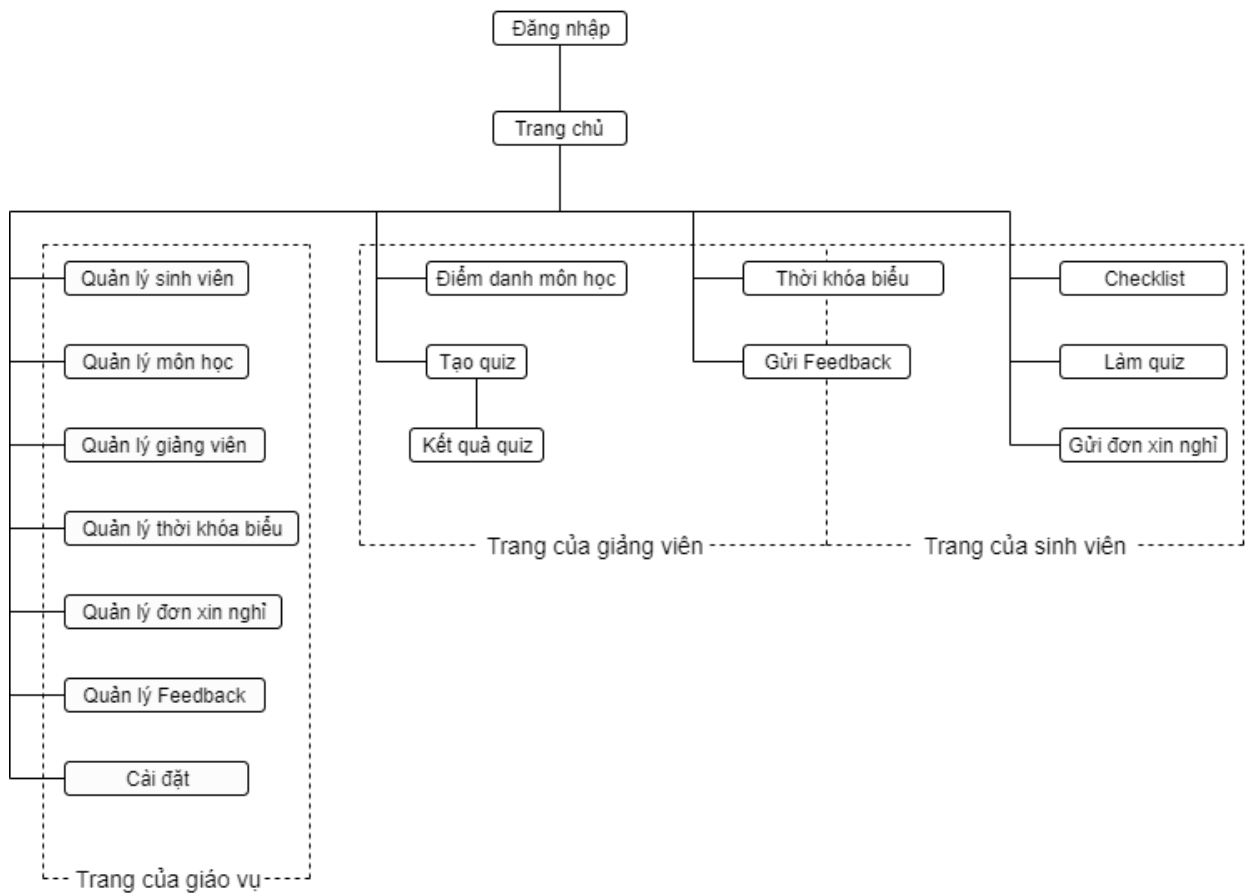 Đăng nhập
Trang chủ
Quản lý sinh viên
Điểm danh môn học
Thời khóa biểu
Checklist
Quản lý môn học
Tạo quiz
Gửi Feedback
Làm quiz
Quản lý giảng viên
Kết quả quiz
Gửi đơn xin nghỉ
Quản lý thời khóa biểu
Trang của giảng viên
Trang của sinh viên
Quản lý đơn xin nghỉ
Quản lý Feedback
Cài đặt
Trang của giáo vụ